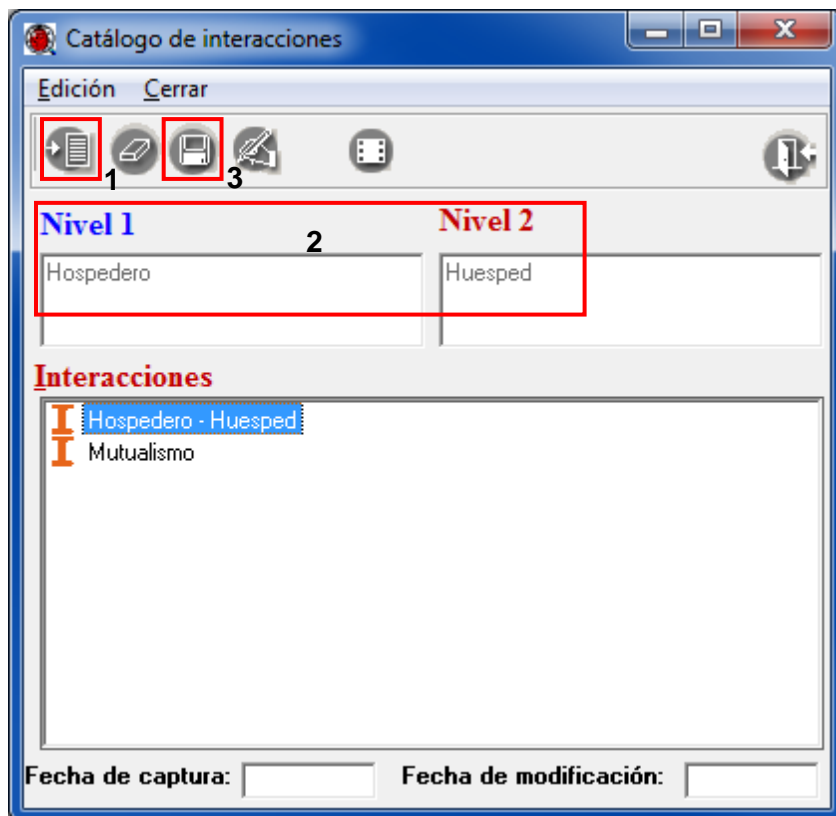 Catálogo de interacciones
Edición Cerrar
1 3
Nivel 1 2 Nivel 2
Hospedero Huesped
Interacciones
Hospedero - Huesped
Mutualismo
Fecha de captura: Fecha de modificación: